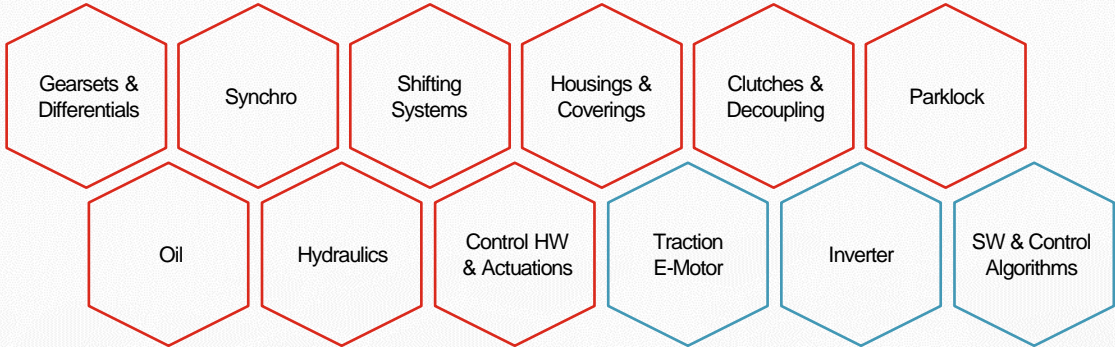 Gearsets &
Differentials
Synchro
Shifting
Systems
Housings &
Coverings
Clutches &
Decoupling
Parklock
Oil
Hydraulics
Control HW
& Actuations
Traction
E-Motor
Inverter
SW & Control
Algorithms